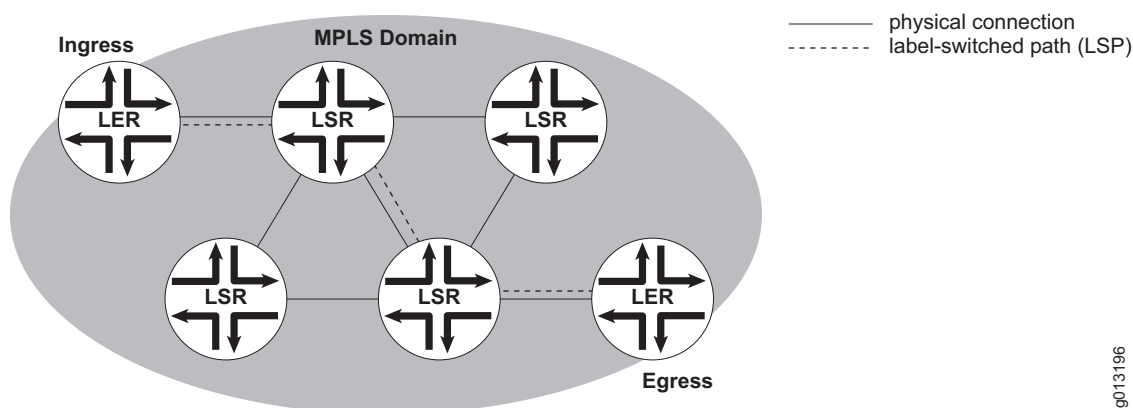 Ingress
MPLS Domain
physical connection
label-switched path (LSP)
LER
LSR
LSR
LSR
LSR
LER
Egress
g013196